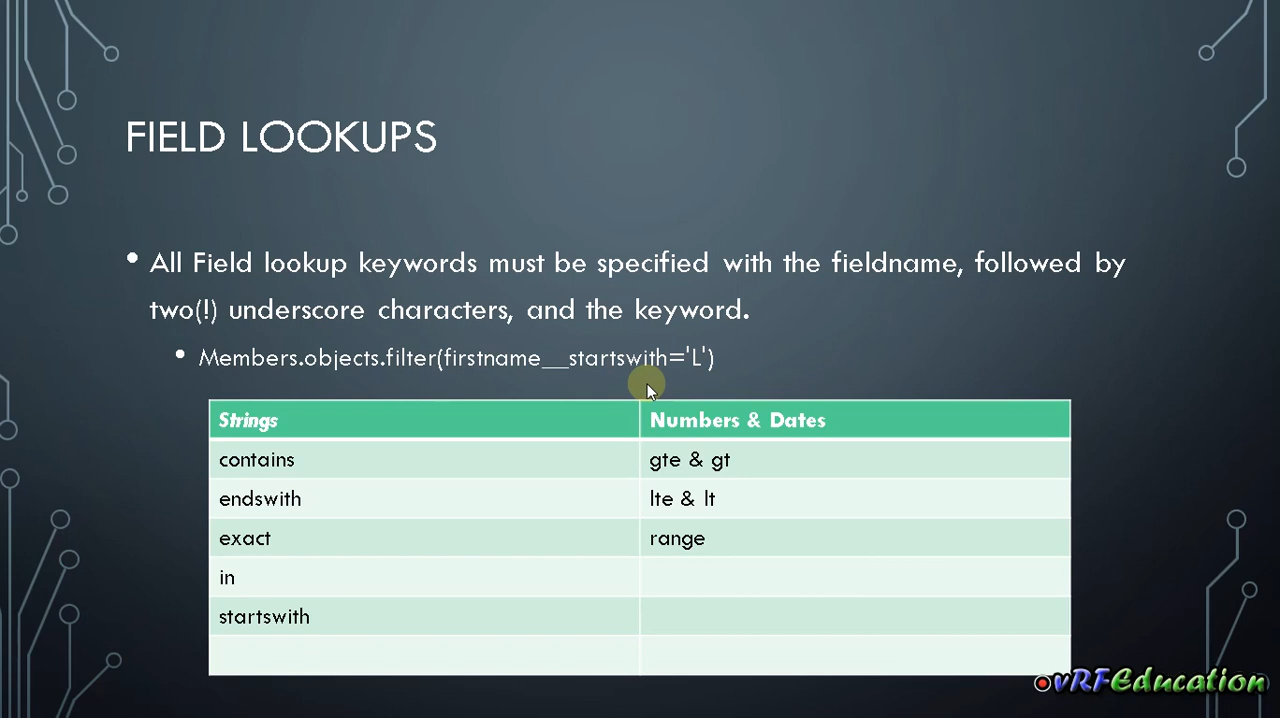 FIELD LOOKUPS
• All Field lookup keywords must be specified with the fieldname, followed by
two(!) underscore characters, and the keyword.
• Members.objects.filter(firstname__startswith='L')
Strings Numbers & Dates
contains gte & gt
endswith lte & lt
exact range
in
startswith
vRFEducation